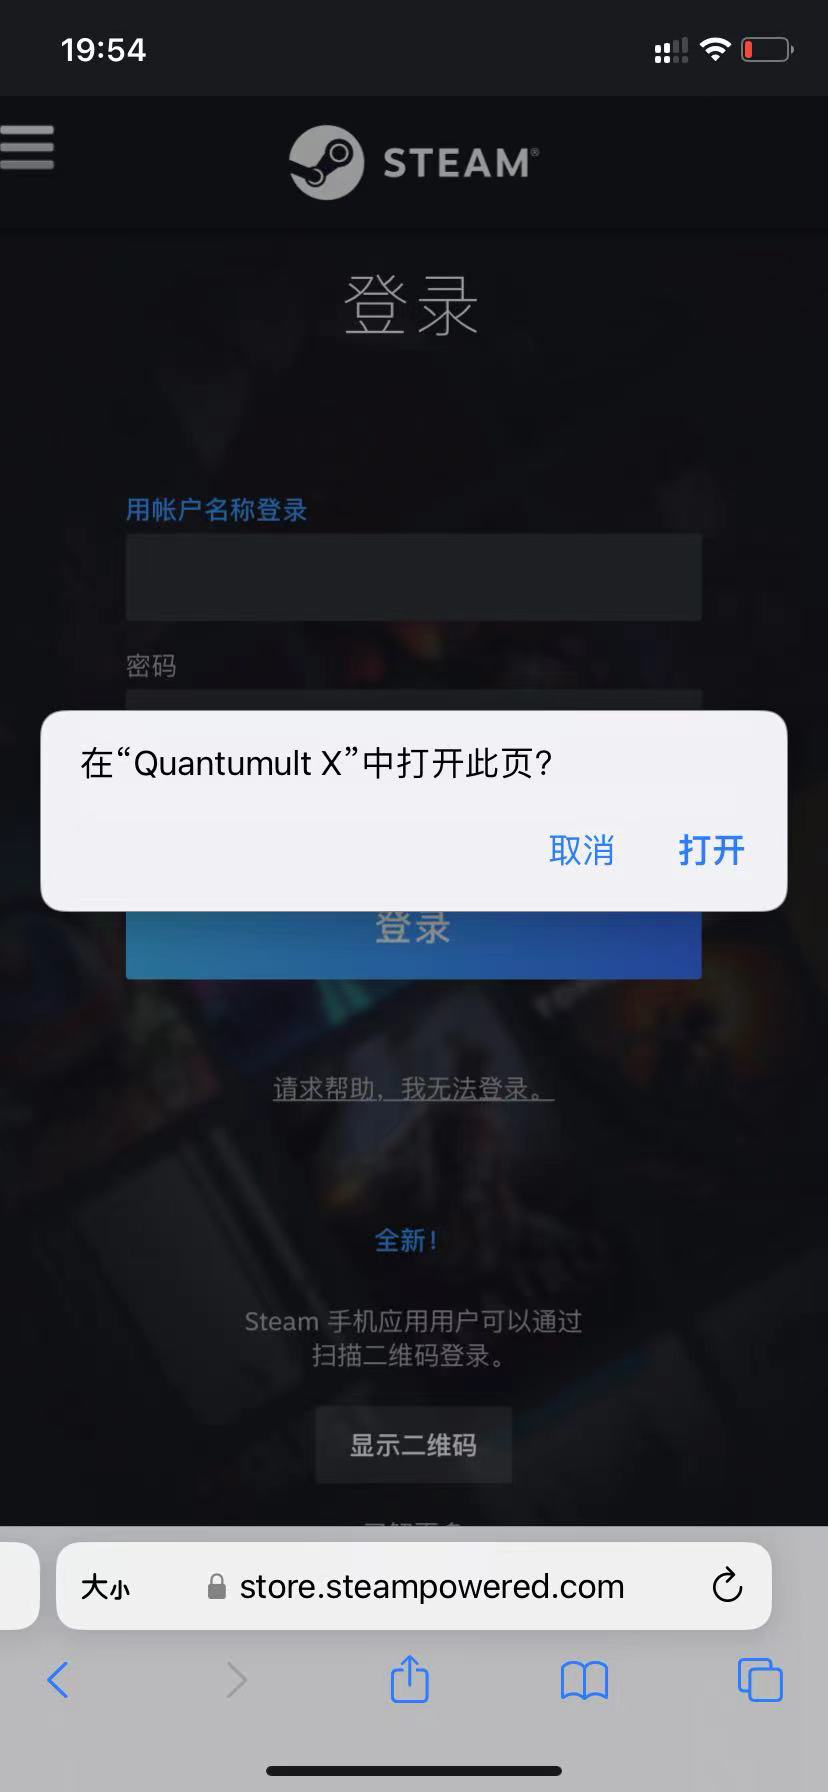 19:54
STEAM®
登录
用帐户名称登录
密码
在“Quantumult X”中打开此页?
取消
打开
登录
请求帮助，我无法登录。
全新！
Steam 手机应用用户可以通过
扫描二维码登录。
显示二维码
大小
store.steampowered.com